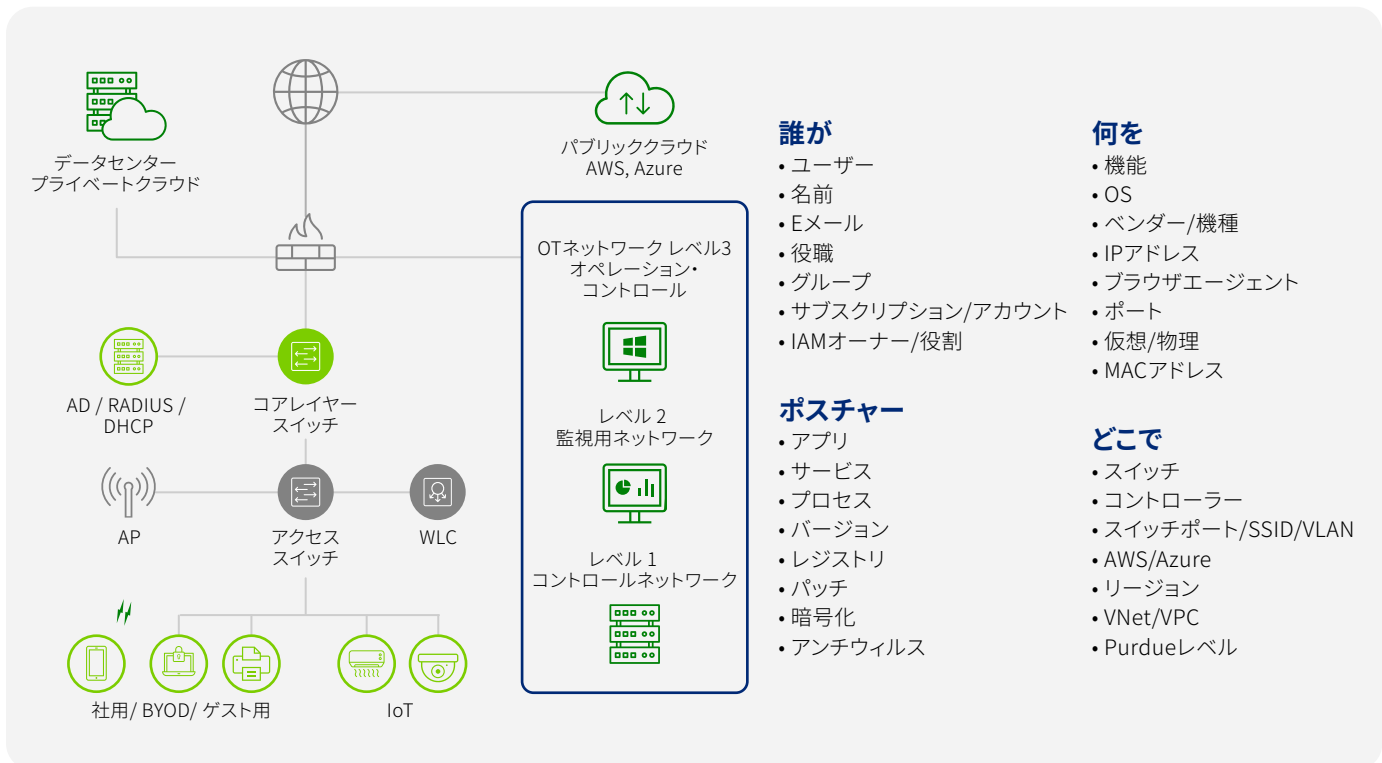 データセンター
プライベートクラウド
パブリッククラウド
AWS, Azure
OTネットワーク レベル3
オペレーション・
コントロール
レベル 2
監視用ネットワーク
レベル 1
コントロールネットワーク
AD / RADIUS /
DHCP
コアレイヤー
スイッチ
AP
アクセス
スイッチ
WLC
社用/ BYOD/ ゲスト用
IoT
誰が
• ユーザー
• 名前
• Eメール
• 役職
• グループ
• サブスクリプション/アカウント
• IAMオーナー/役割
ポスチャー
• アプリ
• サービス
• プロセス
• バージョン
• レジストリ
• パッチ
• 暗号化
• アンチウィルス
何を
• 機能
• OS
• ベンダー/機種
• IPアドレス
• ブラウザエージェント
• ポート
• 仮想/物理
• MACアドレス
どこで
• スイッチ
• コントローラー
• スイッチポート/SSID/VLAN
• AWS/Azure
• リージョン
• VNet/VPC
• Purdueレベル